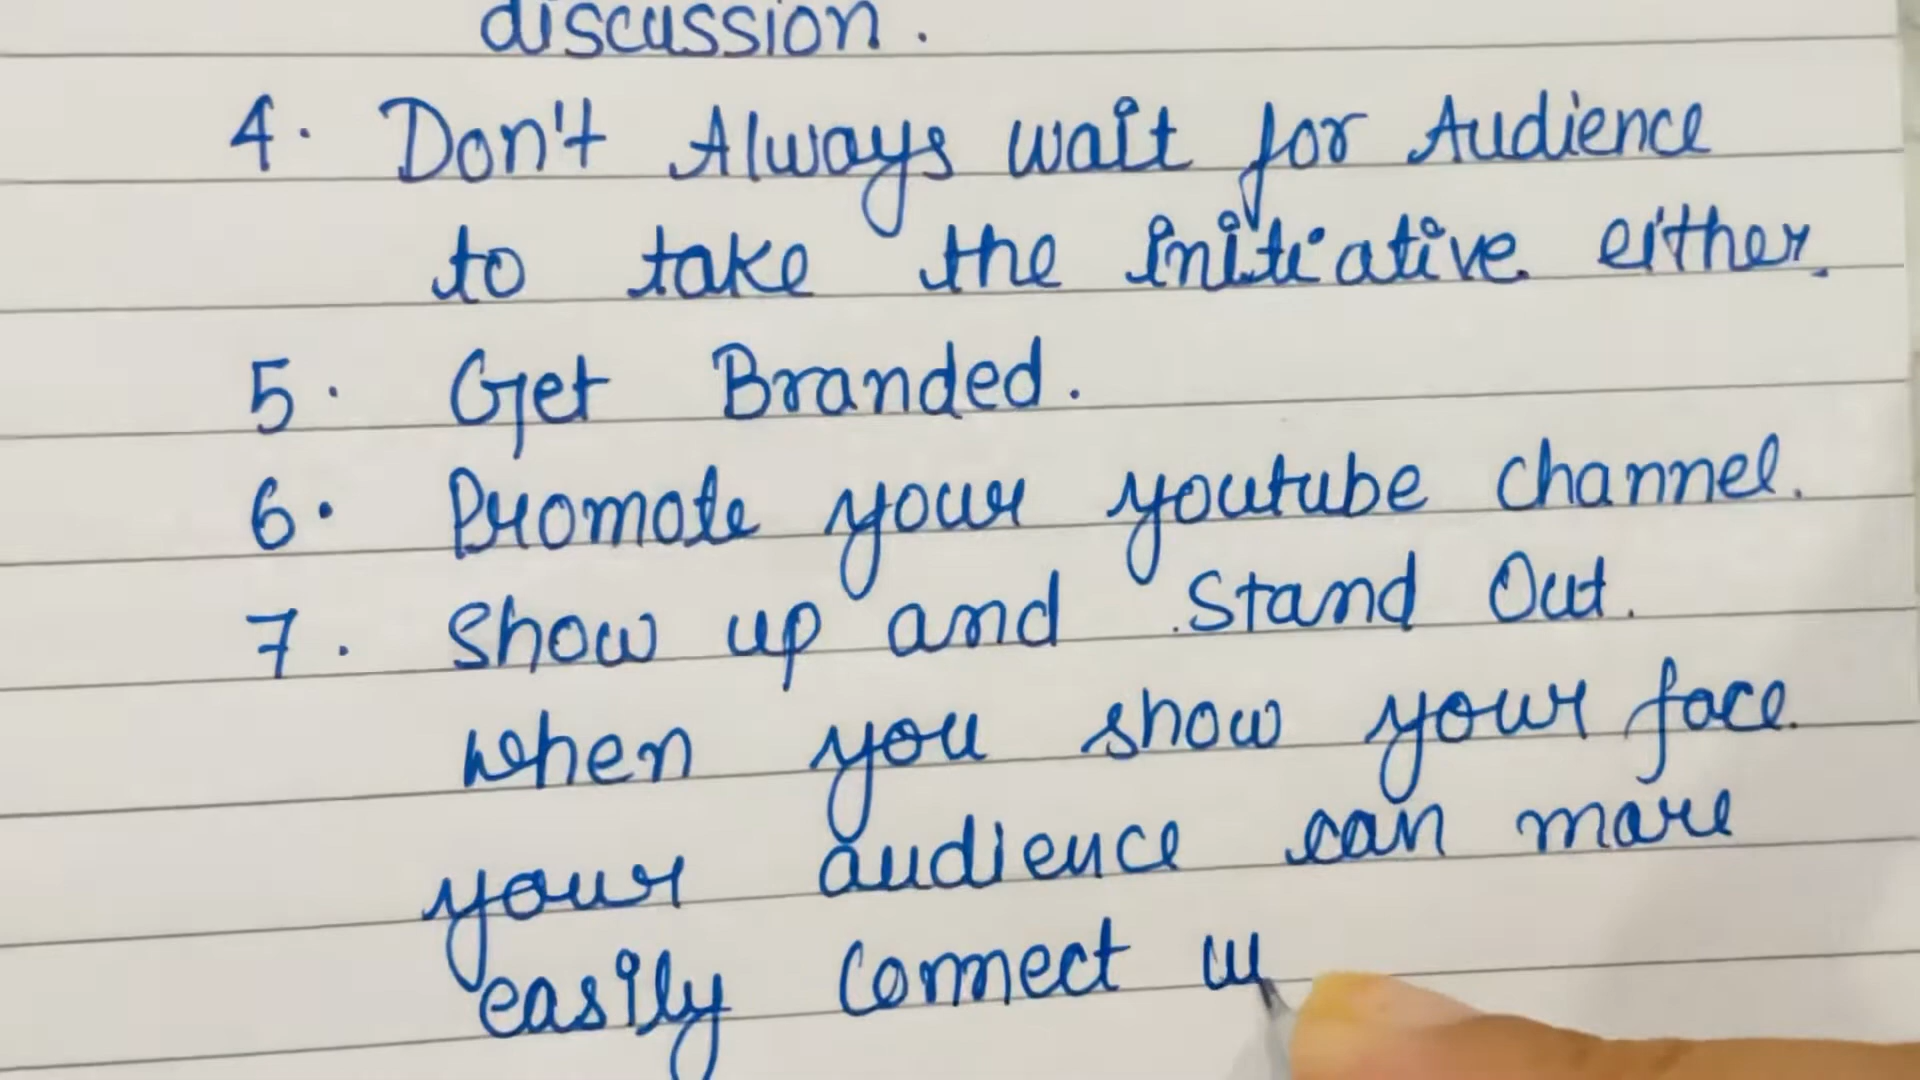 discussion.
4. Don't Always wait for Audience
to take the initiative either.
5. Get Branded.
6. Promote your youtube channel.
7. Show up and Stand Out.
when you show your face
your audience can more
easily connect w